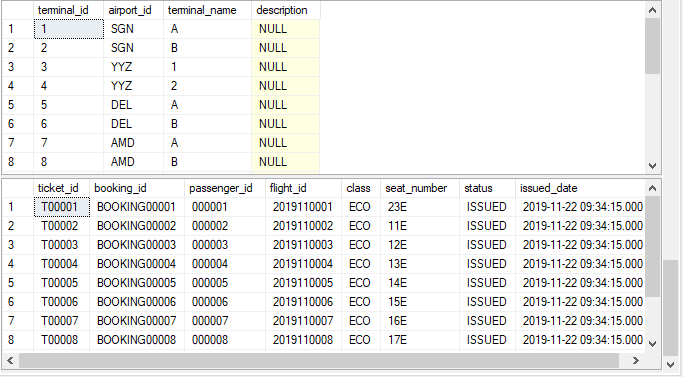 terminal_id airport_id terminal_name description
1 1 SGN A NULL
2 2 SGN B NULL
3 3 YYZ 1 NULL
4 4 YYZ 2 NULL
5 5 DEL A NULL
6 6 DEL B NULL
7 7 AMD A NULL
8 8 AMD B NULL
ticket_id booking_id passenger_id flight_id class seat_number status issued_date
1 T00001 BOOKING00001 000001 2019110001 ECO 23E ISSUED 2019-11-22 09:34:15.000
2 T00002 BOOKING00002 000002 2019110002 ECO 11E ISSUED 2019-11-22 09:34:15.000
3 T00003 BOOKING00003 000003 2019110003 ECO 12E ISSUED 2019-11-22 09:34:15.000
4 T00004 BOOKING00004 000004 2019110004 ECO 13E ISSUED 2019-11-22 09:34:15.000
5 T00005 BOOKING00005 000005 2019110005 ECO 14E ISSUED 2019-11-22 09:34:15.000
6 T00006 BOOKING00006 000006 2019110006 ECO 15E ISSUED 2019-11-22 09:34:15.000
7 T00007 BOOKING00007 000007 2019110007 ECO 16E ISSUED 2019-11-22 09:34:15.000
8 T00008 BOOKING00008 000008 2019110008 ECO 17E ISSUED 2019-11-22 09:34:15.000